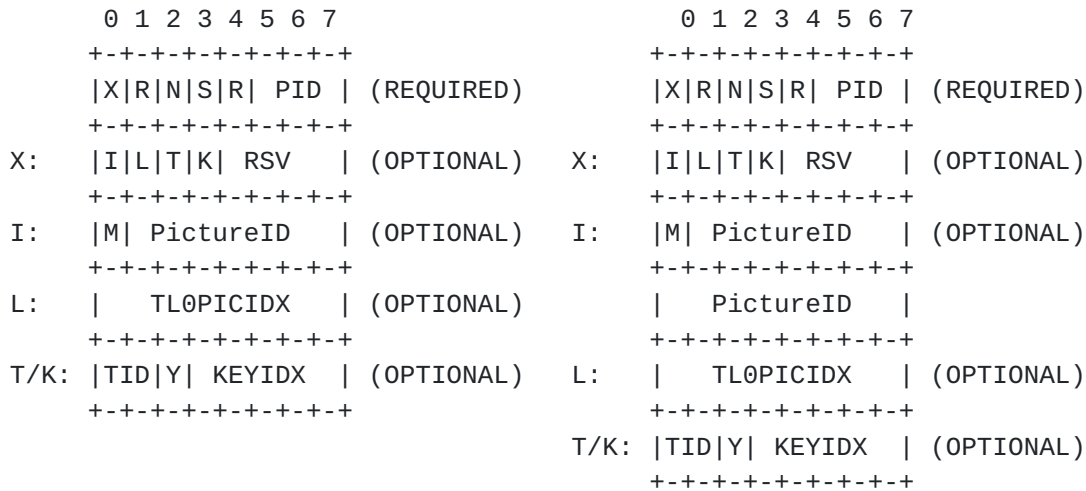 0 1 2 3 4 5 6 7                      0 1 2 3 4 5 6 7
     +-+-+-+-+-+-+-+-+                   +-+-+-+-+-+-+-+-+
     |X|R|N|S|R| PID | (REQUIRED)        |X|R|N|S|R| PID | (REQUIRED)
     +-+-+-+-+-+-+-+-+                   +-+-+-+-+-+-+-+-+
X:   |I|L|T|K| RSV   | (OPTIONAL)   X:   |I|L|T|K| RSV   | (OPTIONAL)
     +-+-+-+-+-+-+-+-+                   +-+-+-+-+-+-+-+-+
I:   |M| PictureID   | (OPTIONAL)   I:   |M| PictureID   | (OPTIONAL)
     +-+-+-+-+-+-+-+-+                   +-+-+-+-+-+-+-+-+
L:   |   TL0PICIDX   | (OPTIONAL)        |   PictureID   |
     +-+-+-+-+-+-+-+-+                   +-+-+-+-+-+-+-+-+
T/K: |TID|Y| KEYIDX  | (OPTIONAL)   L:   |   TL0PICIDX   | (OPTIONAL)
     +-+-+-+-+-+-+-+-+                   +-+-+-+-+-+-+-+-+
                                    T/K: |TID|Y| KEYIDX  | (OPTIONAL)
                                         +-+-+-+-+-+-+-+-+